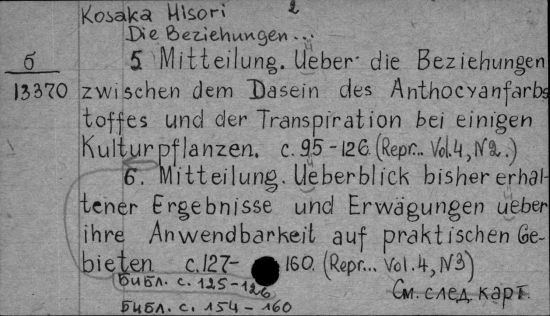 Kosaka Hisori 2
Die Beziehungen...
б
13370
5 Mitteilung. Ueber die Beziehungen
zwischen dem Dasein des Anthocyanfarbs
toffes und der Transpiration bei einigen
Kulturpflanzen. с. 95-126 (Repr... Vol. 4, N2.)
6. Mitteilung. Ueberblick bisher erhal-
tener Ergebnisse und Erwägungen ueber
ihre Anwendbarkeit auf praktischen Ge-
bieten с. 127- 160. (Repr... Vol. 4, N3)
Библ. с. 125-126
См. след. карт.
Библ. с. 154-160